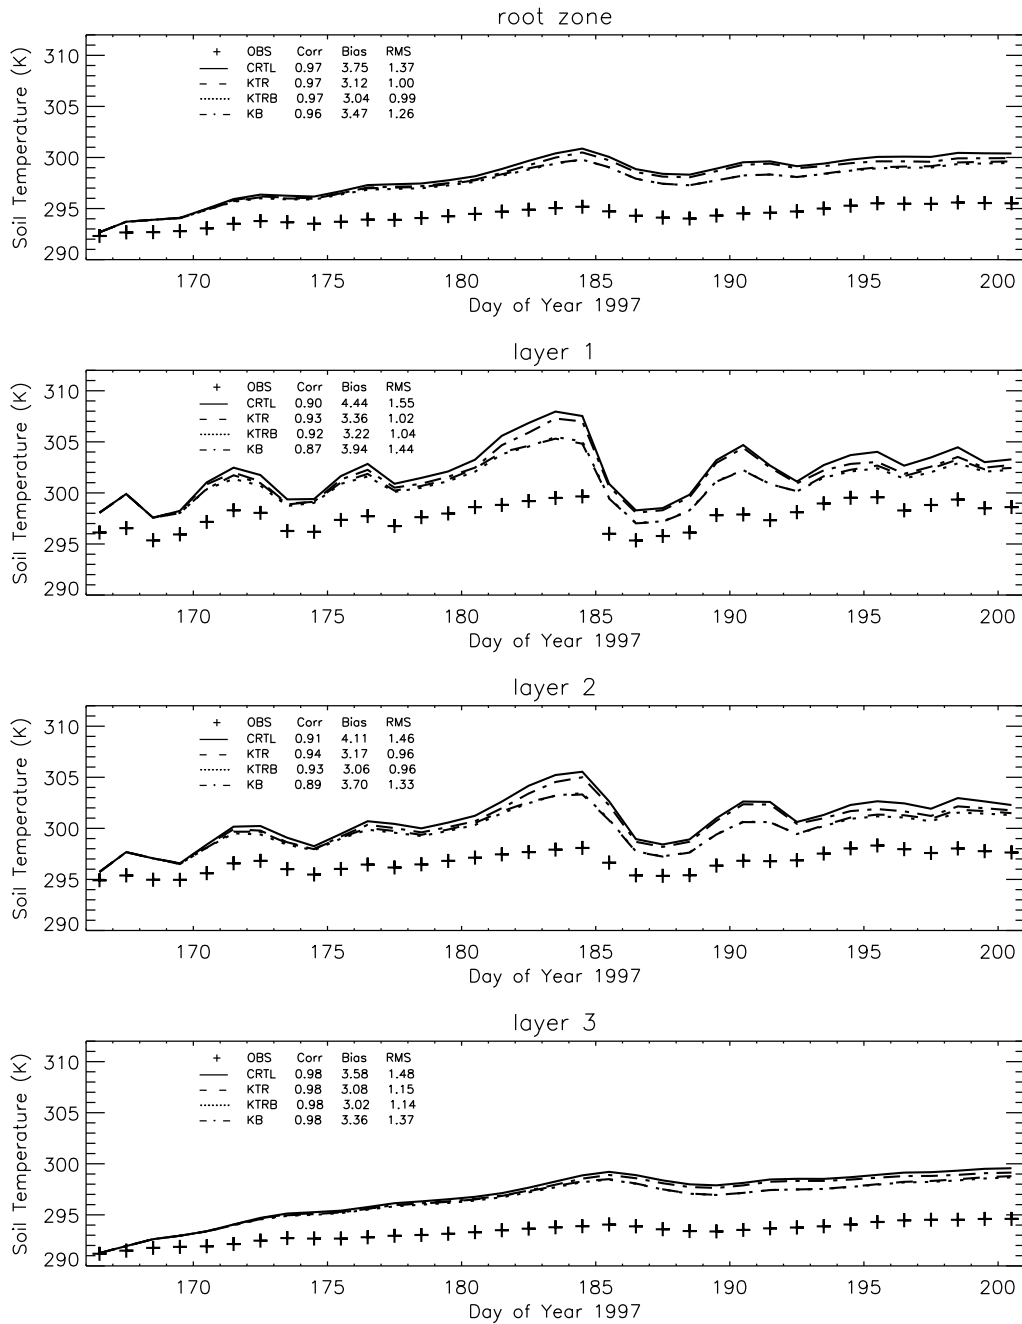 root zone
Soil Temperature (K)
310
305
300
295
290
+ OBS Corr Bias RMS
CRTL 0.97 3.75 1.37
KTR 0.97 3.12 1.00
KTRB 0.97 3.04 0.99
KB 0.96 3.47 1.26
170 175 180 185 190 195 200
Day of Year 1997
layer 1
Soil Temperature (K)
310
305
300
295
290
+ OBS Corr Bias RMS
CRTL 0.90 4.44 1.55
KTR 0.93 3.36 1.02
KTRB 0.92 3.22 1.04
KB 0.87 3.94 1.44
170 175 180 185 190 195 200
Day of Year 1997
layer 2
Soil Temperature (K)
310
305
300
295
290
+ OBS Corr Bias RMS
CRTL 0.91 4.11 1.46
KTR 0.94 3.17 0.96
KTRB 0.93 3.06 0.96
KB 0.89 3.70 1.33
170 175 180 185 190 195 200
Day of Year 1997
layer 3
Soil Temperature (K)
310
305
300
295
290
+ OBS Corr Bias RMS
CRTL 0.98 3.58 1.48
KTR 0.98 3.08 1.15
KTRB 0.98 3.02 1.14
KB 0.98 3.36 1.37
170 175 180 185 190 195 200
Day of Year 1997